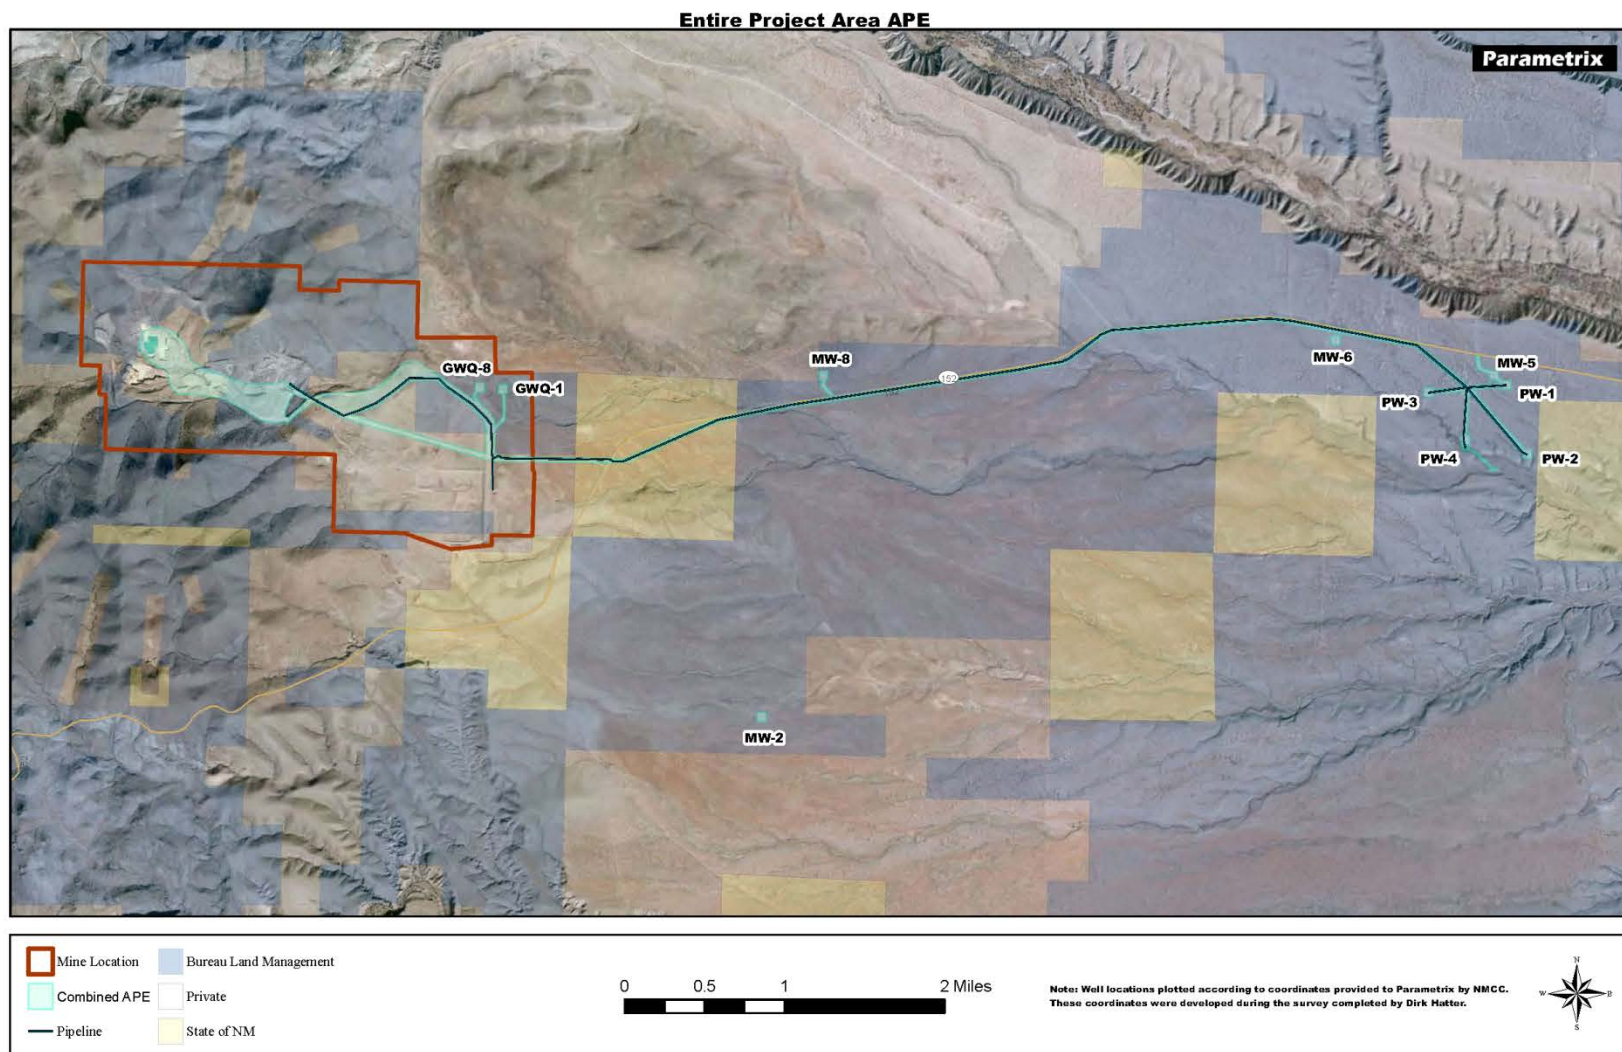 Entire Project Area APE
Parametrix
GWQ-8
GWQ-1
MW-8
152
MW-6
MW-5
PW-1
PW-3
PW-4
PW-2
MW-2
Mine Location
Bureau Land Management
Combined APE
Private
Pipeline
State of NM
0 0.5 1 2 Miles
Note: Well locations plotted according to coordinates provided to Parametrix by NMCC.
These coordinates were developed during the survey completed by Dirk Hatter.
N
W
E
S